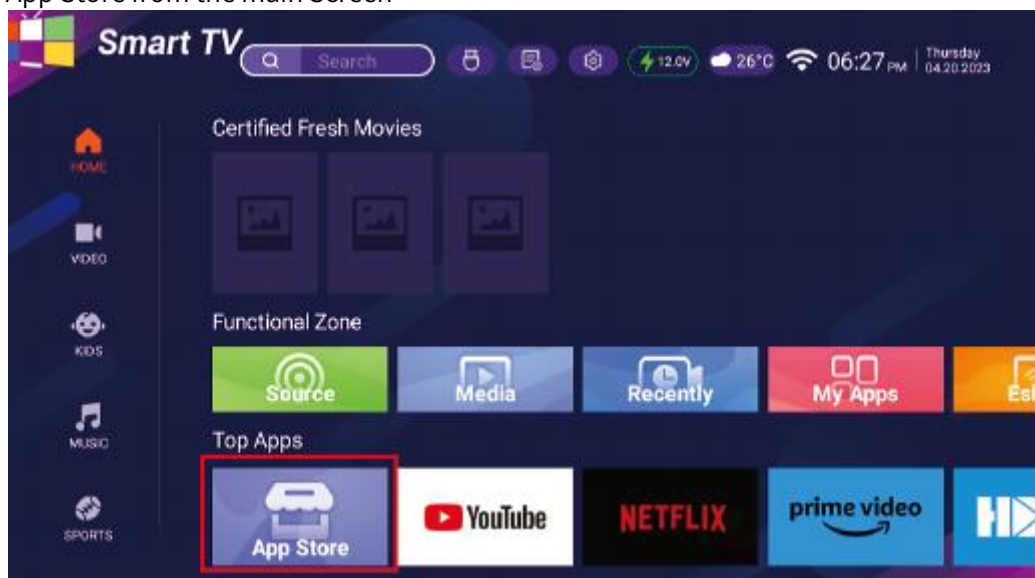 App Store from the main Screen
Smart TV
Search
12.0V
26°C
06:27 PM
Thursday
04.20.2023
Certified Fresh Movies
HOME
VIDEO
Functional Zone
KIDS
Source
Media
Recently
My Apps
MUSIC
Top Apps
SPORTS
App Store
YouTube
NETFLIX
prime video